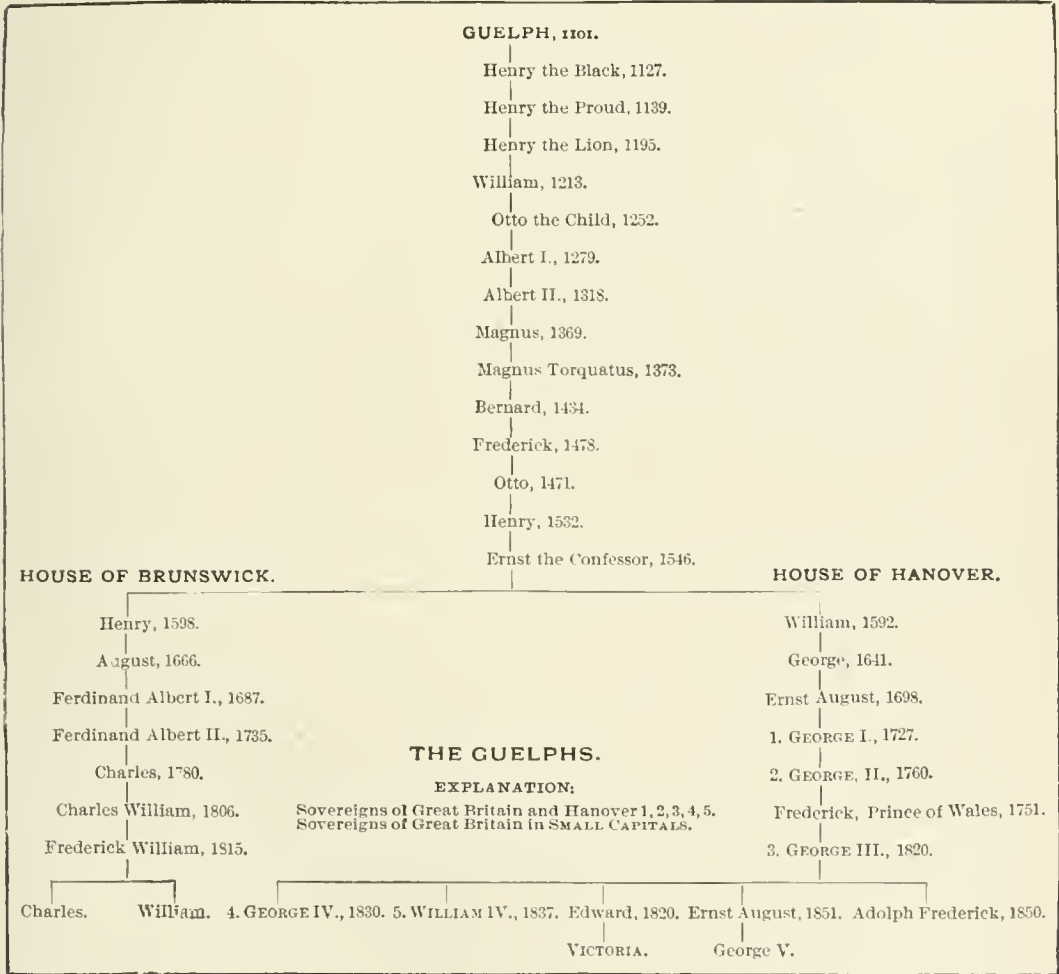 GUELPH, 1101.
Henry the Black, 1127.
Henry the Proud, 1139.
Henry the Lion, 1195.
William, 1213.
Otto the Child, 1252.
Albert I., 1279.
Albert II., 1318.
Magnus, 1369.
Magnus Torquatus, 1373.
Bernard, 1434.
Frederick, 1478.
Otto, 1471.
Henry, 1532.
Ernst the Confessor, 1546.
HOUSE OF BRUNSWICK.
Henry, 1598.
August, 1666.
Ferdinand Albert I., 1687.
Ferdinand Albert II., 1735.
Charles, 1780.
Charles William, 1806.
Frederick William, 1815.
Charles. William.
HOUSE OF HANOVER.
William, 1592.
George, 1641.
Ernst August, 1698.
1. GEORGE I., 1727.
2. GEORGE, II., 1760.
Frederick, Prince of Wales, 1751.
3. GEORGE III., 1820.
4. GEORGE IV., 1830. 5. WILLIAM IV., 1837. Edward, 1820. Ernst August, 1851. Adolph Frederick, 1850.
VICTORIA. George V.
THE GUELPHS.
EXPLANATION:
Sovereigns of Great Britain and Hanover 1, 2, 3, 4, 5.
Sovereigns of Great Britain in SMALL CAPITALS.